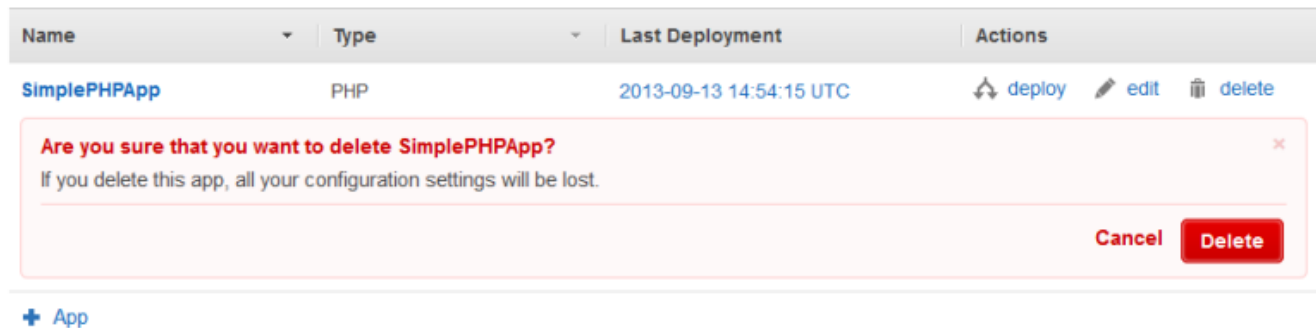 Name Type Last Deployment Actions
SimplePHPApp PHP 2013-09-13 14:54:15 UTC deploy edit delete
Are you sure that you want to delete SimplePHPApp?
If you delete this app, all your configuration settings will be lost.
Cancel Delete
App